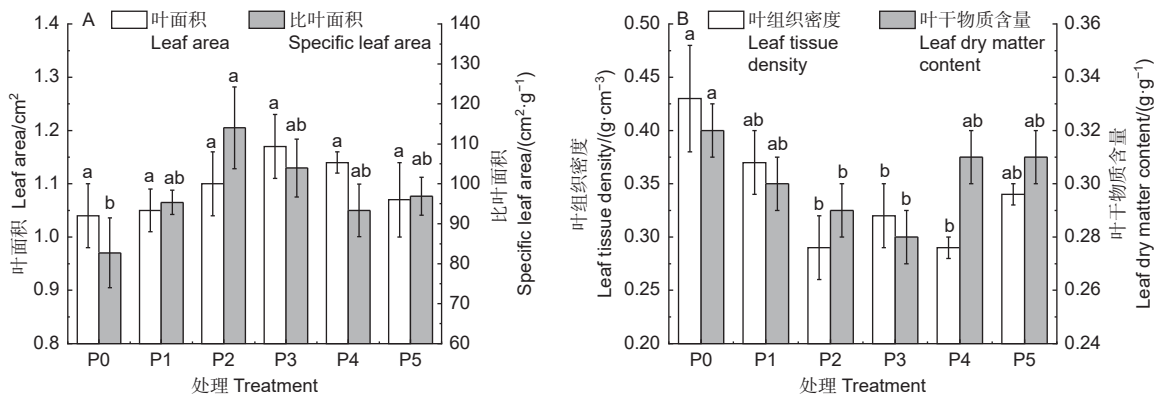 A
叶面积
Leaf area
比叶面积
Specific leaf area
叶面积 Leaf area/cm²
1.4
1.3
1.2
1.1
1.0
0.9
0.8
140
130
120
110
100
90
80
70
60
比叶面积
Specific leaf area/(cm²·g⁻¹)
a b a ab a a a ab a ab a ab
P0 P1 P2 P3 P4 P5
处理 Treatment
B
叶组织密度
Leaf tissue
density
叶干物质含量
Leaf dry matter
content
叶组织密度
Leaf tissue density/(g·cm⁻³)
0.50
0.45
0.40
0.35
0.30
0.25
0.20
0.36
0.34
0.32
0.30
0.28
0.26
0.24
叶干物质含量
Leaf dry matter content/(g·g⁻¹)
a a ab ab b b b b b ab ab ab
P0 P1 P2 P3 P4 P5
处理 Treatment